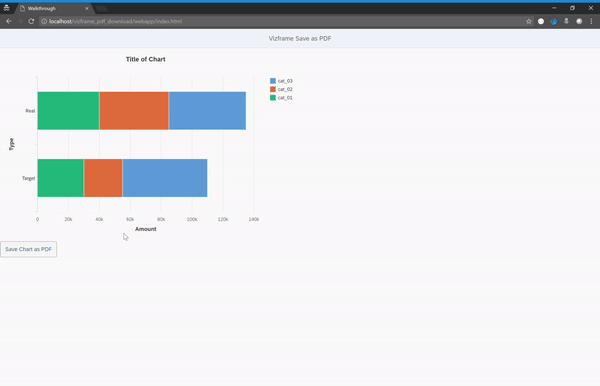 Walkthrough
localhost/vizframe_pdf_download/webapp/index.html
Vizframe Save as PDF
Title of Chart
cat_03
cat_02
cat_01
Real
Target
Type
0 20k 40k 60k 80k 100k 120k 140k
Amount
Save Chart as PDF